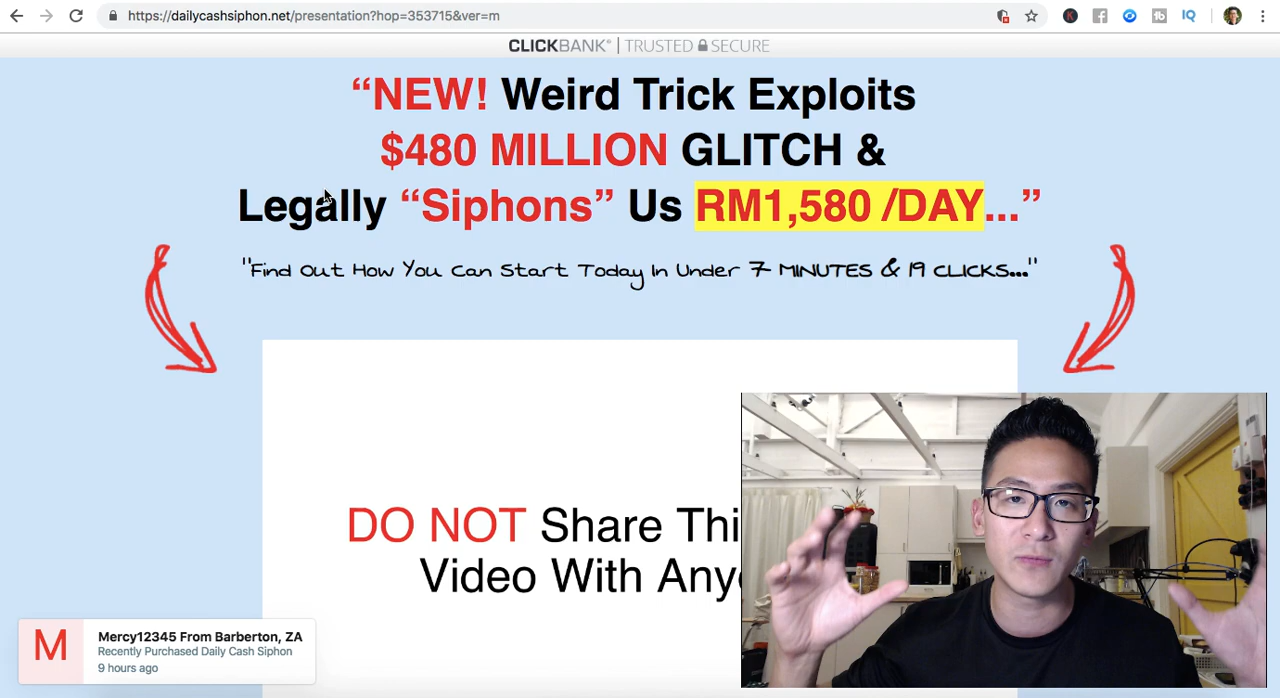 https://dailycashsiphon.net/presentation?hop=353715&ver=m
K
IQ
CLICKBANK® | TRUSTED SECURE
“NEW! Weird Trick Exploits
$480 MILLION GLITCH &
Legally “Siphons” Us RM1,580 /DAY...”
"Find Out How You Can Start Today In Under 7 MINUTES & 19 CLICKS..."
DO NOT Share Thi
Video With Any
M
Mercy12345 From Barberton, ZA
Recently Purchased Daily Cash Siphon
9 hours ago